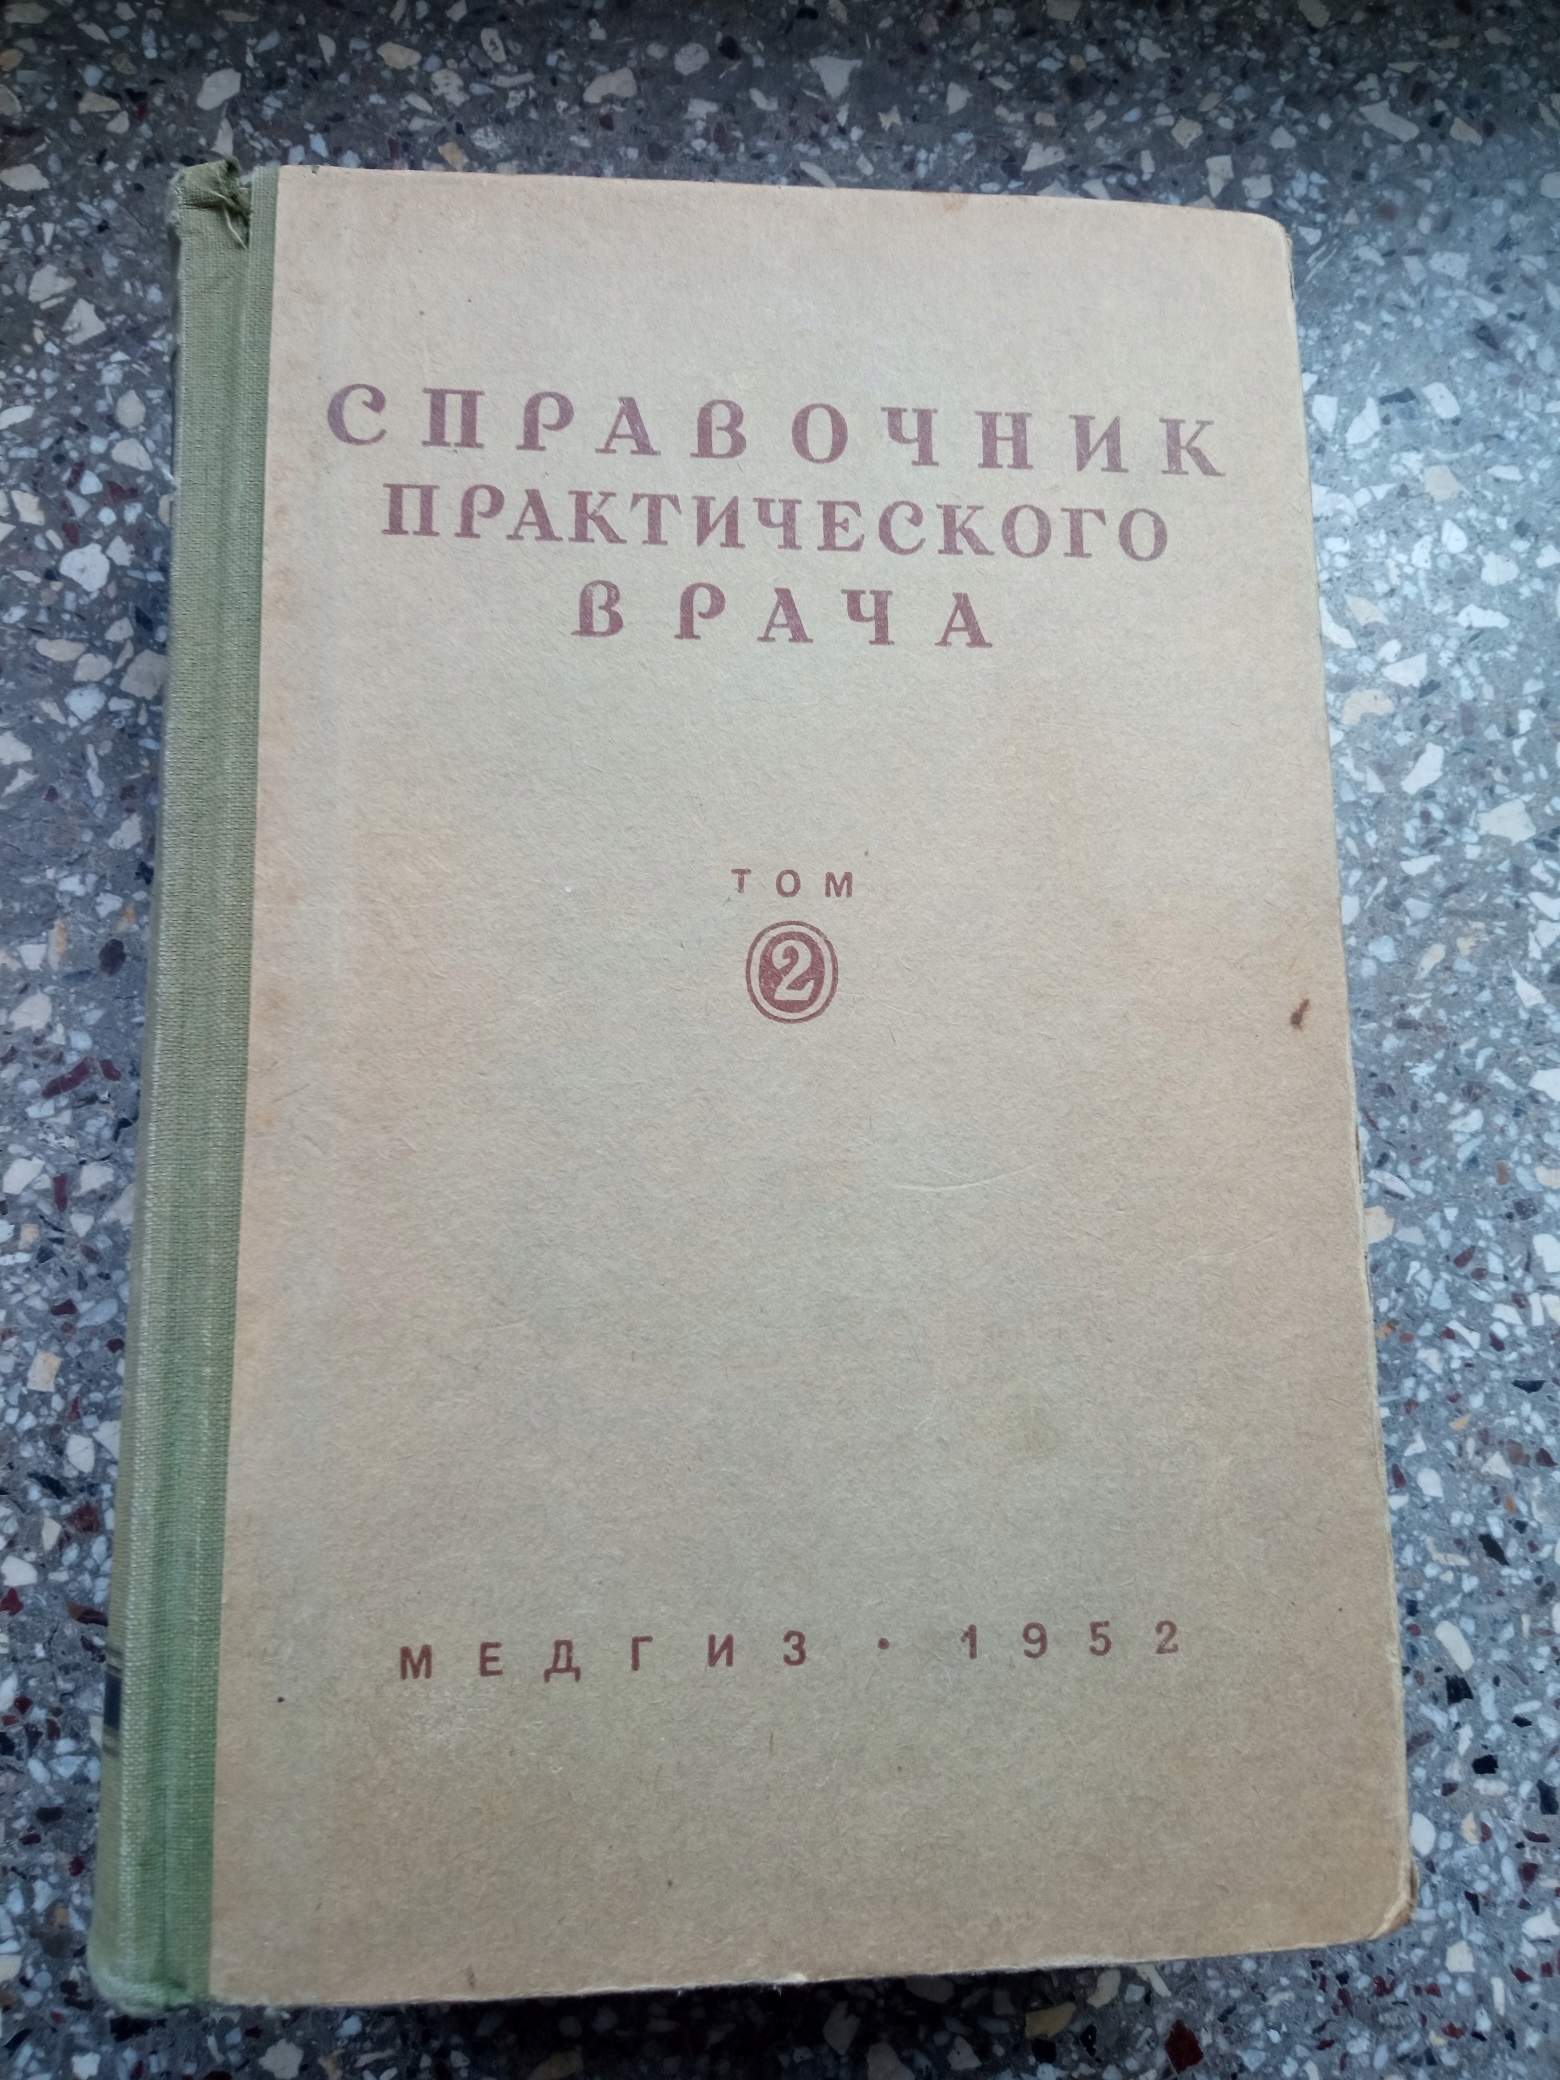 СПРАВОЧНИК
ПРАКТИЧЕСКОГО
ВРАЧА
ТОМ
2
МЕДГИЗ • 1952